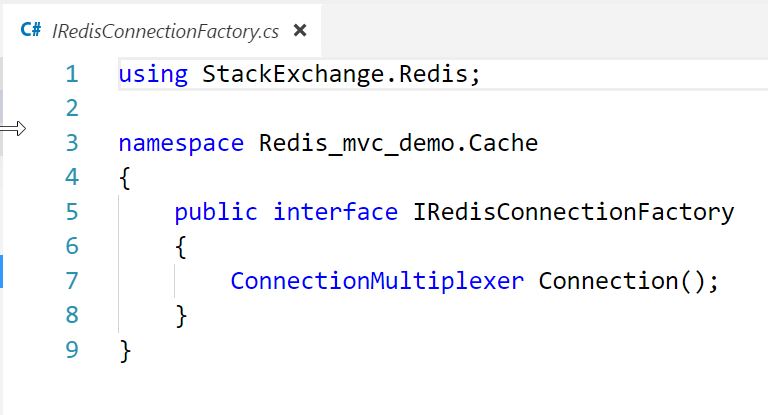 C# IRedisConnectionFactory.cs ×
1 using StackExchange.Redis;
2
3 namespace Redis_mvc_demo.Cache
4 {
5     public interface IRedisConnectionFactory
6     {
7         ConnectionMultiplexer Connection();
8     }
9 }